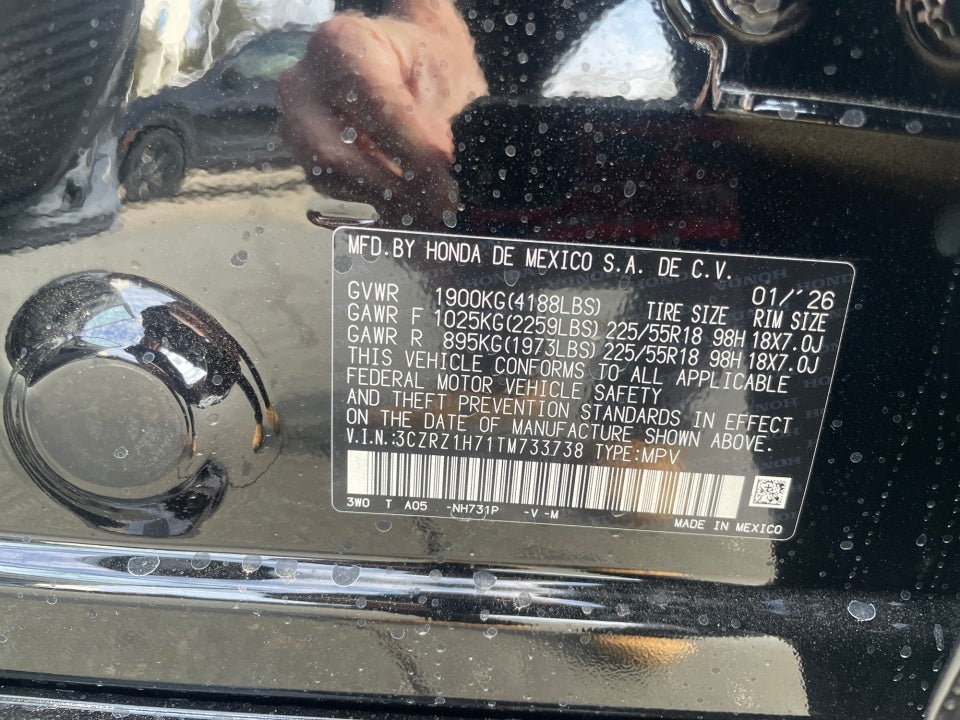 MFD.BY HONDA DE MEXICO S.A. DE C.V.
01/'26
GVWR 1900KG(4188LBS) TIRE SIZE RIM SIZE
GAWR F 1025KG(2259LBS) 225/55R18 98H 18X7.0J
GAWR R 895KG(1973LBS) 225/55R18 98H 18X7.0J
THIS VEHICLE CONFORMS TO ALL APPLICABLE
FEDERAL MOTOR VEHICLE SAFETY
AND THEFT PREVENTION STANDARDS IN EFFECT
ON THE DATE OF MANUFACTURE SHOWN ABOVE.
V.I.N.:3CZRZ1H71TM733738 TYPE:MPV
3W0 T A05 -NH731P -V -M
MADE IN MEXICO